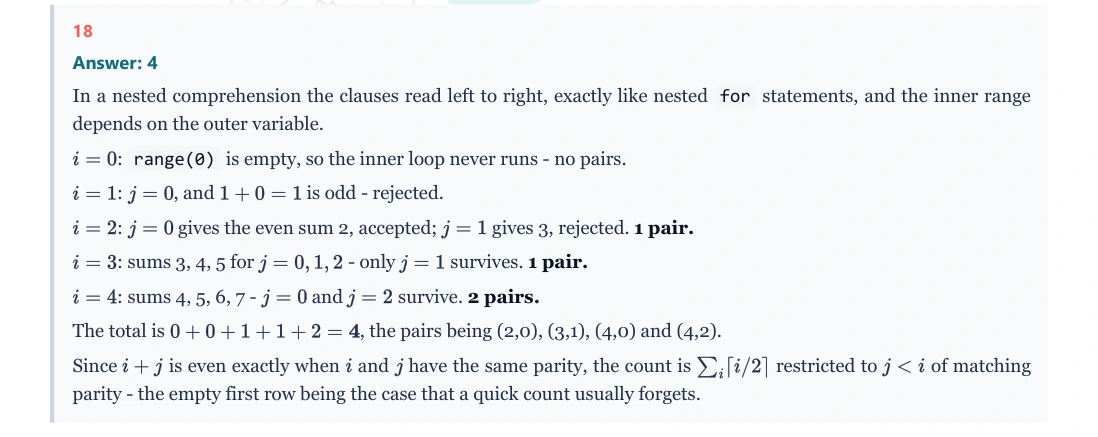 18
Answer: 4
In a nested comprehension the clauses read left to right, exactly like nested for statements, and the inner range
depends on the outer variable.
i = 0: range(0) is empty, so the inner loop never runs - no pairs.
i = 1: j = 0, and 1 + 0 = 1 is odd - rejected.
i = 2: j = 0 gives the even sum 2, accepted; j = 1 gives 3, rejected. 1 pair.
i = 3: sums 3, 4, 5 for j = 0, 1, 2 - only j = 1 survives. 1 pair.
i = 4: sums 4, 5, 6, 7 - j = 0 and j = 2 survive. 2 pairs.
The total is 0 + 0 + 1 + 1 + 2 = 4, the pairs being (2,0), (3,1), (4,0) and (4,2).
Since i + j is even exactly when i and j have the same parity, the count is ∑ᵢ⌈i/2⌉ restricted to j < i of matching
parity - the empty first row being the case that a quick count usually forgets.